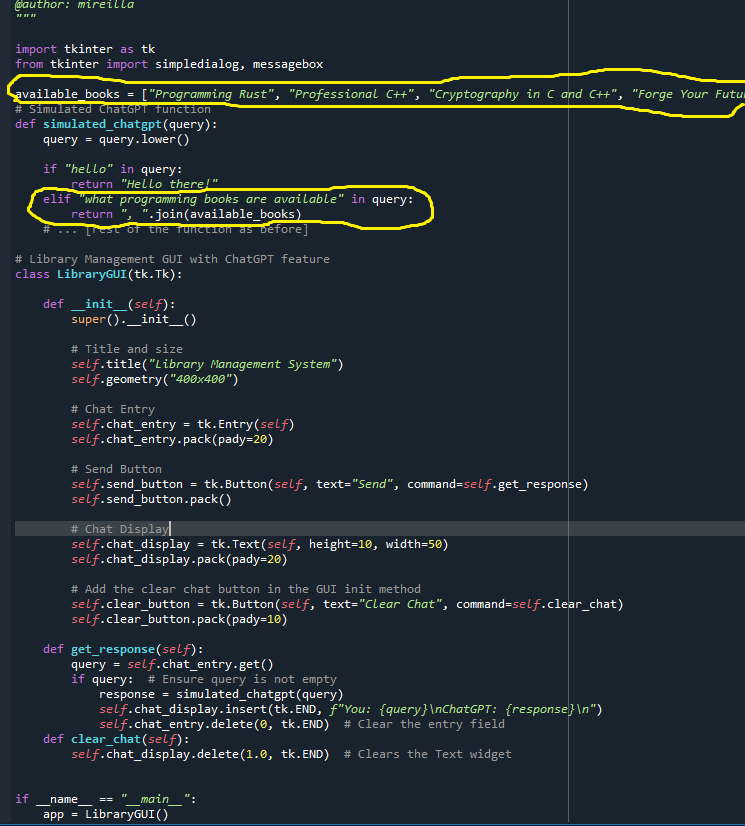 @author: mireilla
"""
import tkinter as tk
from tkinter import simpledialog, messagebox
available_books = ["Programming Rust", "Professional C++", "Cryptography in C and C++", "Forge Your
# Simulated ChatGPT function
def simulated_chatgpt(query):
    query = query.lower()
    if "hello" in query:
        return "Hello there!"
    elif "what programming books are available" in query:
        return ", ".join(available_books)
    # ... [rest of the function as before]
# Library Management GUI with ChatGPT feature
class LibraryGUI(tk.Tk):
    def __init__(self):
        super().__init__()
        # Title and size
        self.title("Library Management System")
        self.geometry("400x400")
        # Chat Entry
        self.chat_entry = tk.Entry(self)
        self.chat_entry.pack(pady=20)
        # Send Button
        self.send_button = tk.Button(self, text="Send", command=self.get_response)
        self.send_button.pack()
        # Chat Display
        self.chat_display = tk.Text(self, height=10, width=50)
        self.chat_display.pack(pady=20)
        # Add the clear chat button in the GUI init method
        self.clear_button = tk.Button(self, text="Clear Chat", command=self.clear_chat)
        self.clear_button.pack(pady=10)
    def get_response(self):
        query = self.chat_entry.get()
        if query:  # Ensure query is not empty
            response = simulated_chatgpt(query)
            self.chat_display.insert(tk.END, f"You: {query}\nChatGPT: {response}\n")
            self.chat_entry.delete(0, tk.END)  # Clear the entry field
    def clear_chat(self):
        self.chat_display.delete(1.0, tk.END)  # Clears the Text widget
if __name__ == "__main__":
    app = LibraryGUI()